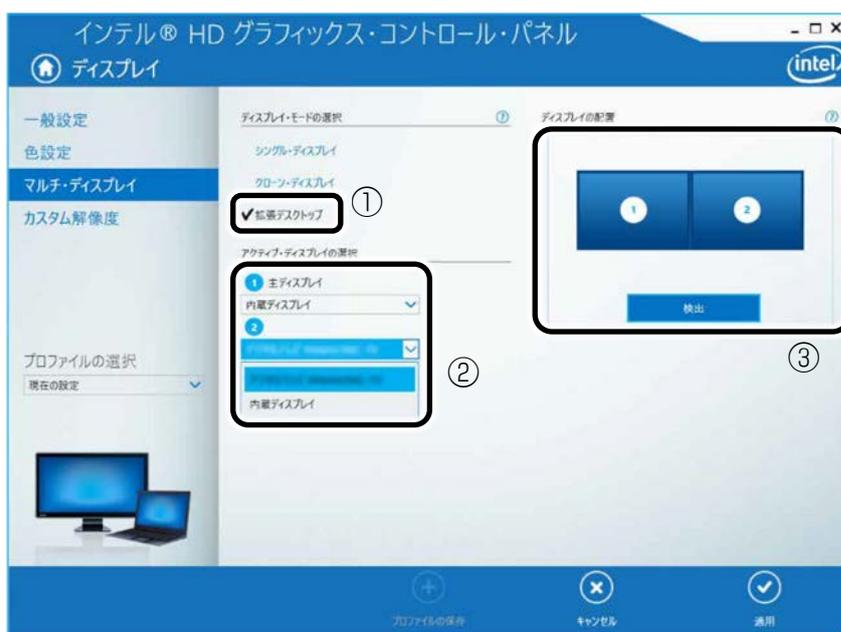 インテル® HD グラフィックス・コントロール・パネル
ディスプレイ
intel
一般設定
色設定
マルチ・ディスプレイ
カスタム解像度
プロファイルの選択
現在の設定
ディスプレイ・モードの選択
シングル・ディスプレイ
クローン・ディスプレイ
✔拡張デスクトップ
①
アクティブ・ディスプレイの選択
1 主ディスプレイ
内蔵ディスプレイ
2
内蔵ディスプレイ
②
ディスプレイの配置
1 2
検出
③
プロファイルの保存
キャンセル
適用